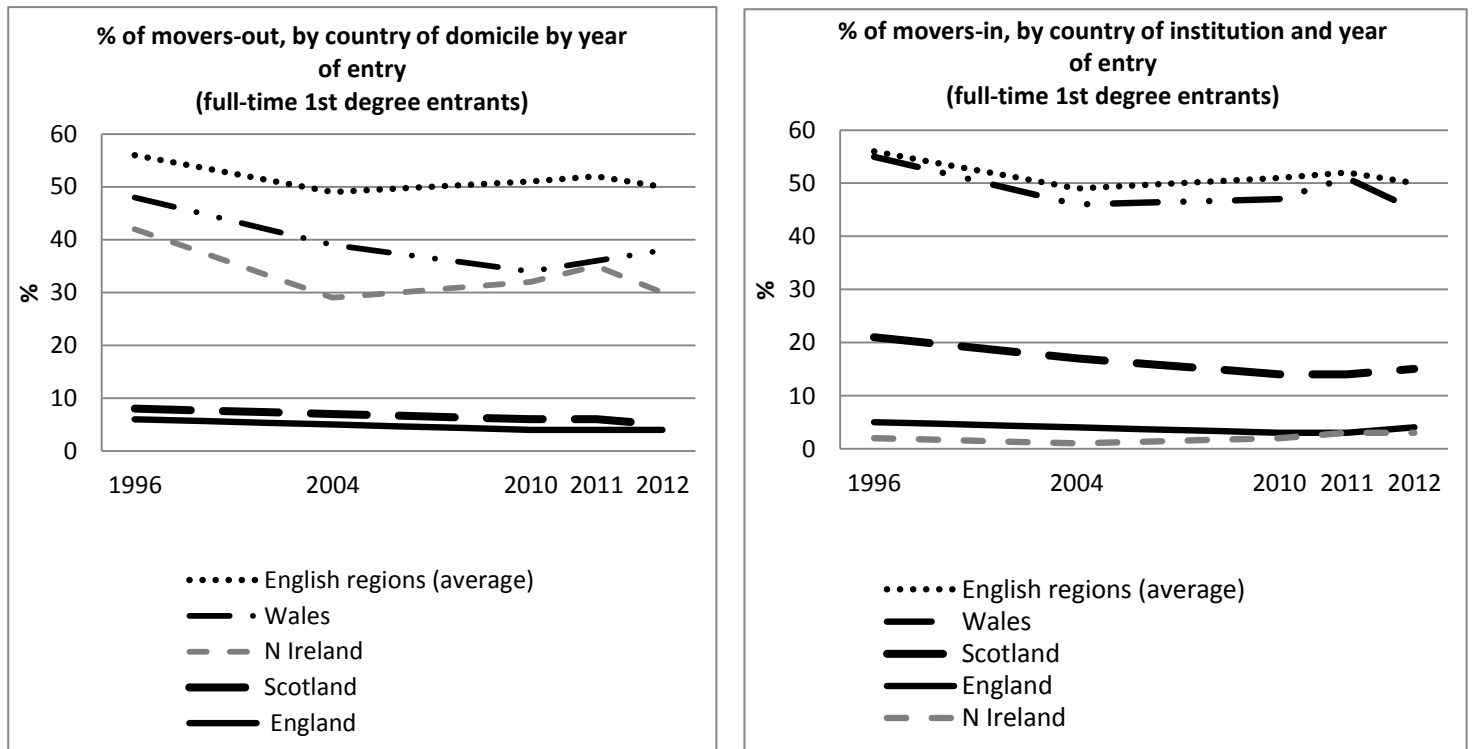 % of movers-out, by country of domicile by year
of entry
(full-time 1st degree entrants)
60
50
40
30
20
10
0
%
1996
2004
2010
2011
2012
English regions (average)
Wales
N Ireland
Scotland
England
% of movers-in, by country of institution and year
of entry
(full-time 1st degree entrants)
60
50
40
30
20
10
0
%
1996
2004
2010
2011
2012
English regions (average)
Wales
Scotland
England
N Ireland